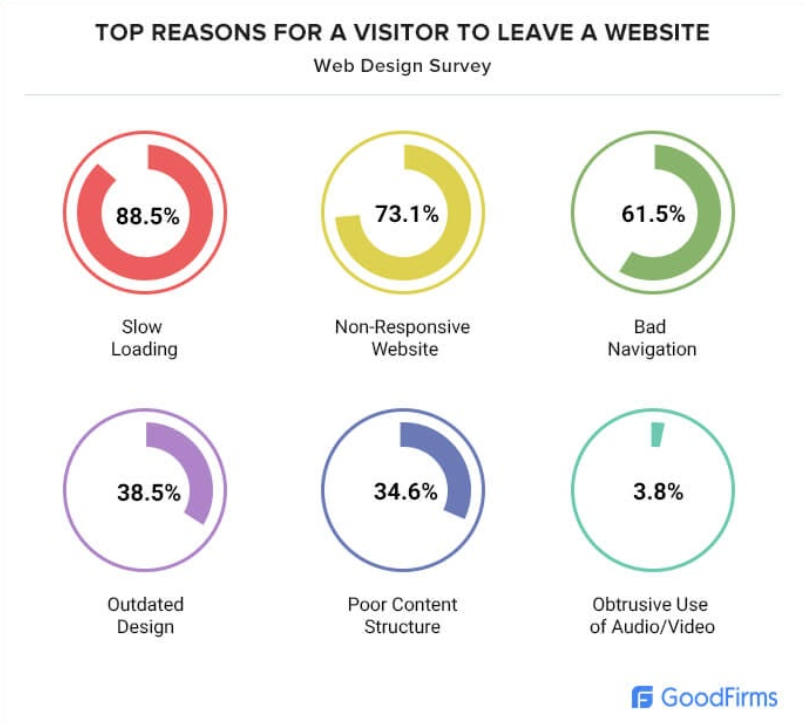 TOP REASONS FOR A VISITOR TO LEAVE A WEBSITE
Web Design Survey
88.5%
73.1%
61.5%
Slow
Loading
Non-Responsive
Website
Bad
Navigation
38.5%
34.6%
3.8%
Outdated
Design
Poor Content
Structure
Obtrusive Use
of Audio/Video
GoodFirms